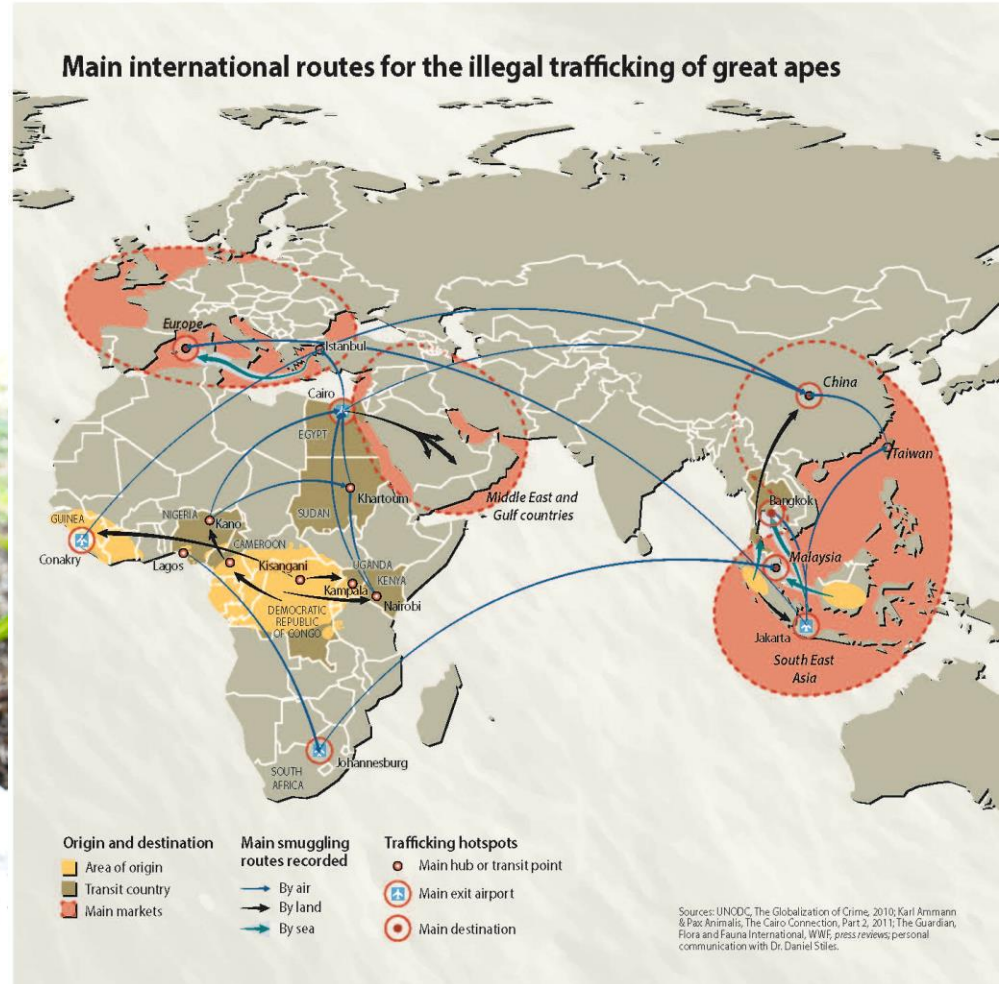 Main international routes for the illegal trafficking of great apes
Europe
Istanbul
Cairo
EGYPT
China
Taiwan
Khartoum
SUDAN
Middle East and
Gulf countries
Bangkok
GUINEA
NIGERIA
Kano
Conakry
CAMEROON
Lagos
Kisangani
UGANDA
Kampala
KENYA
Nairobi
DEMOCRATIC
REPUBLIC
OF CONGO
Malaysia
Jakarta
South East
Asia
Johannesburg
SOUTH
AFRICA
Origin and destination
Area of origin
Transit country
Main markets
Main smuggling
routes recorded
By air
By land
By sea
Trafficking hotspots
Main hub or transit point
Main exit airport
Main destination
Sources: UNODC, The Globalization of Crime, 2010; Karl Ammann
& Pax Animalis, The Cairo Connection, Part 2, 2011; The Guardian,
Flora and Fauna International, WWF, press reviews; personal
communication with Dr. Daniel Stiles.